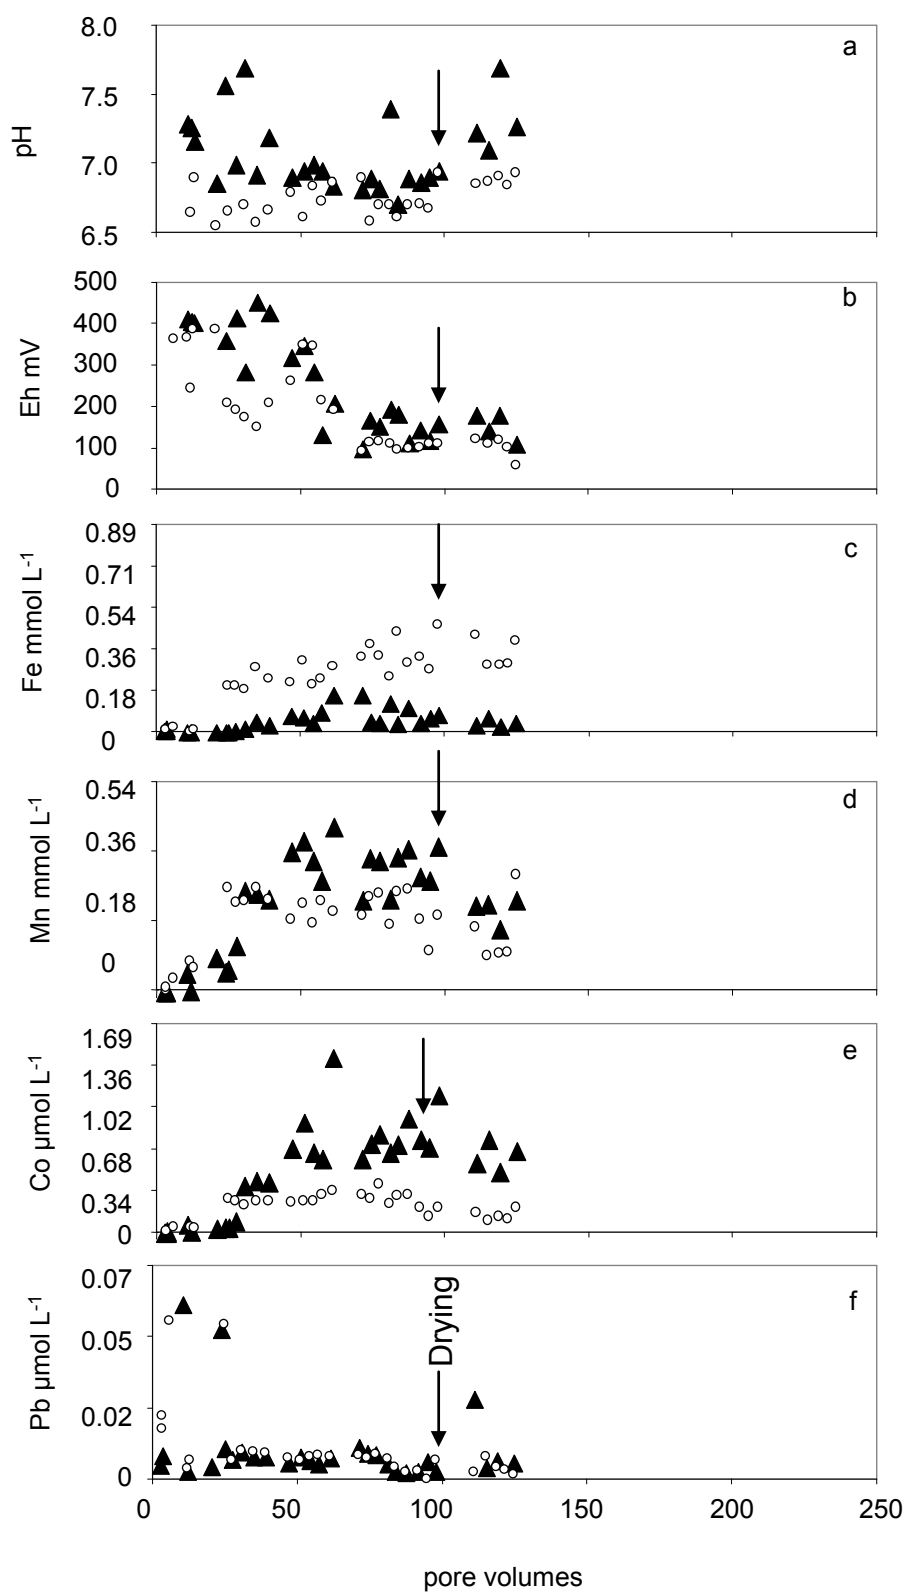 8.0
a
7.5
pH
7.0
6.5
500
b
400
300
Eh mV
200
100
0
0.89
c
0.71
0.54
Fe mmol L-1
0.36
0.18
0
0.54
d
0.36
Mn mmol L-1
0.18
0
1.69
e
1.36
1.02
Co µmol L-1
0.68
0.34
0
0.07
f
0.05
Drying
Pb µmol L-1
0.02
0
0 50 100 150 200 250
pore volumes